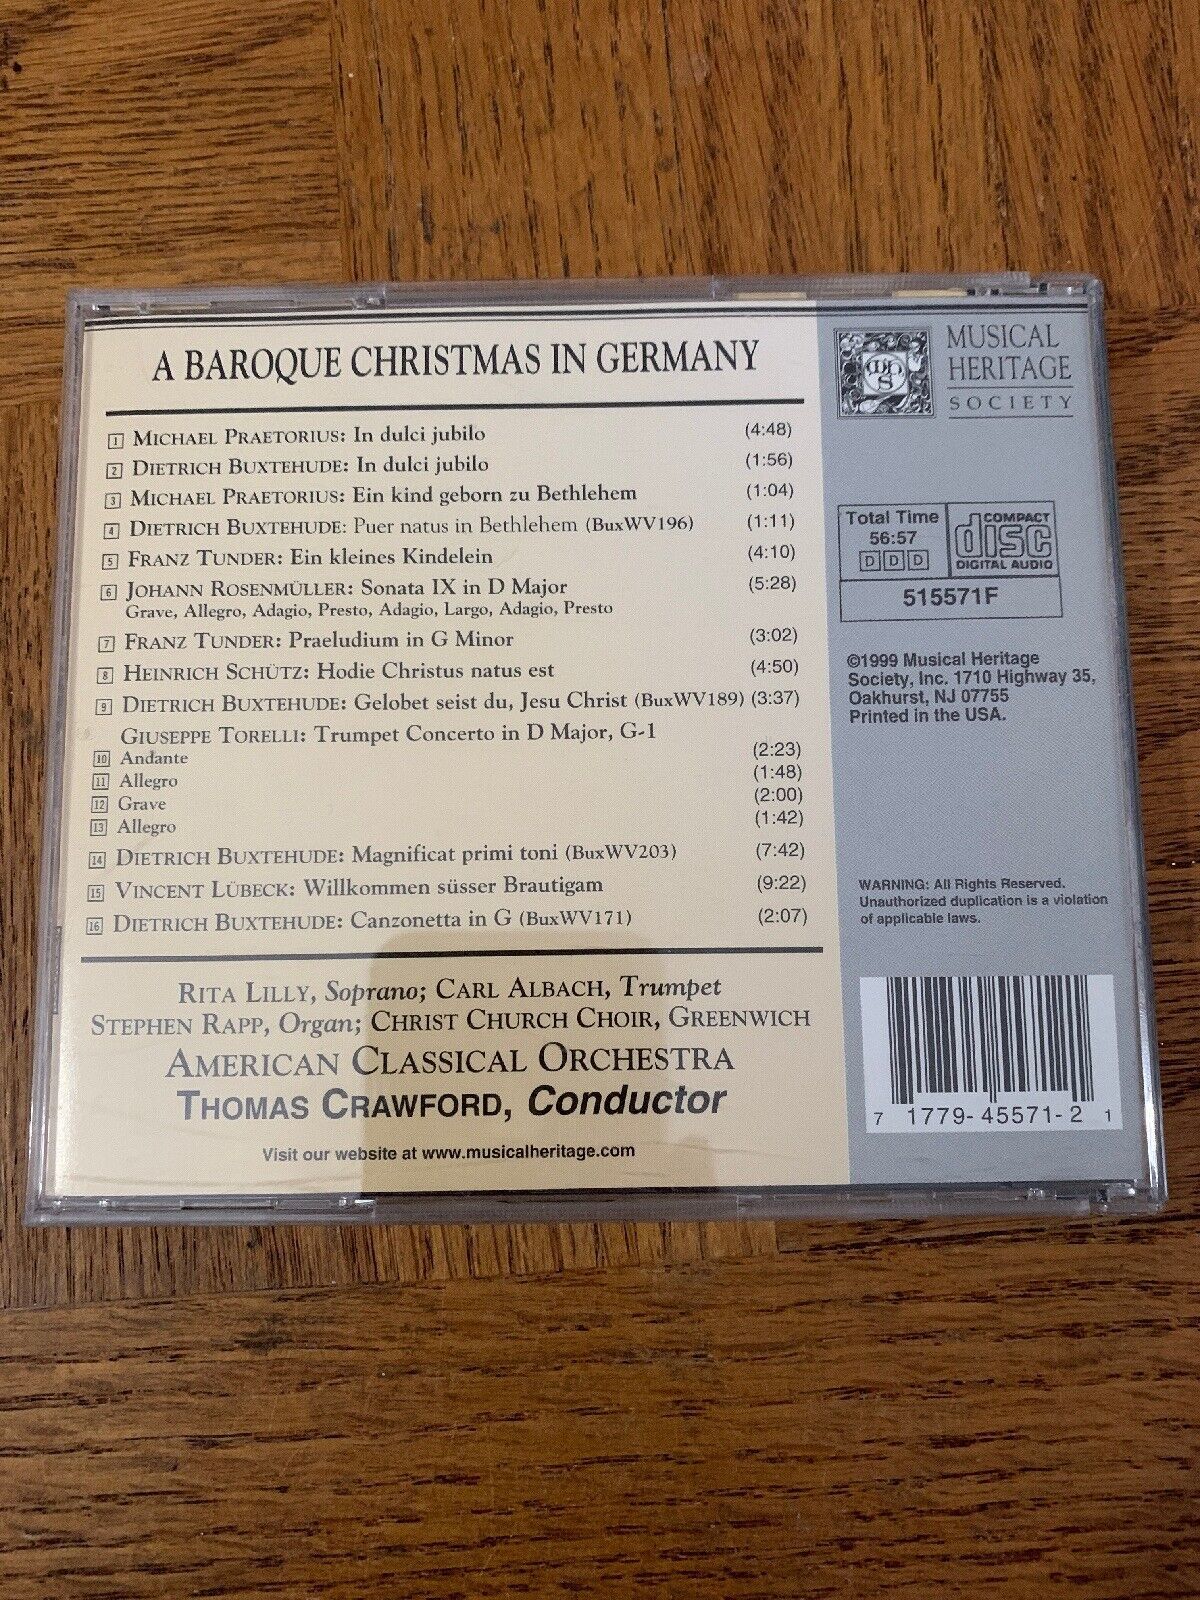 A BAROQUE CHRISTMAS IN GERMANY
1 MICHAEL PRAETORIUS: In dulci jubilo (4:48)
2 DIETRICH BUXTEHUDE: In dulci jubilo (1:56)
3 MICHAEL PRAETORIUS: Ein kind geborn zu Bethlehem (1:04)
4 DIETRICH BUXTEHUDE: Puer natus in Bethlehem (BuxWV196) (1:11)
5 FRANZ TUNDER: Ein kleines Kindelein (4:10)
6 JOHANN ROSENMÜLLER: Sonata IX in D Major (5:28)
Grave, Allegro, Adagio, Presto, Adagio, Largo, Adagio, Presto
7 FRANZ TUNDER: Praeludium in G Minor (3:02)
8 HEINRICH SCHÜTZ: Hodie Christus natus est (4:50)
9 DIETRICH BUXTEHUDE: Gelobet seist du, Jesu Christ (BuxWV189) (3:37)
GIUSEPPE TORELLI: Trumpet Concerto in D Major, G-1
10 Andante (2:23)
11 Allegro (1:48)
12 Grave (2:00)
13 Allegro (1:42)
14 DIETRICH BUXTEHUDE: Magnificat primi toni (BuxWV203) (7:42)
15 VINCENT LÜBECK: Willkommen süsser Brautigam (9:22)
16 DIETRICH BUXTEHUDE: Canzonetta in G (BuxWV171) (2:07)
RITA LILLY, Soprano; CARL ALBACH, Trumpet
STEPHEN RAPP, Organ; CHRIST CHURCH CHOIR, GREENWICH
AMERICAN CLASSICAL ORCHESTRA
THOMAS CRAWFORD, Conductor
Visit our website at www.musicalheritage.com
MHS
MUSICAL
HERITAGE
SOCIETY
Total Time
56:57
DDD
COMPACT
disc
DIGITAL AUDIO
515571F
©1999 Musical Heritage
Society, Inc. 1710 Highway 35,
Oakhurst, NJ 07755
Printed in the USA.
WARNING: All Rights Reserved.
Unauthorized duplication is a violation
of applicable laws.
7 1779-45571-2 1